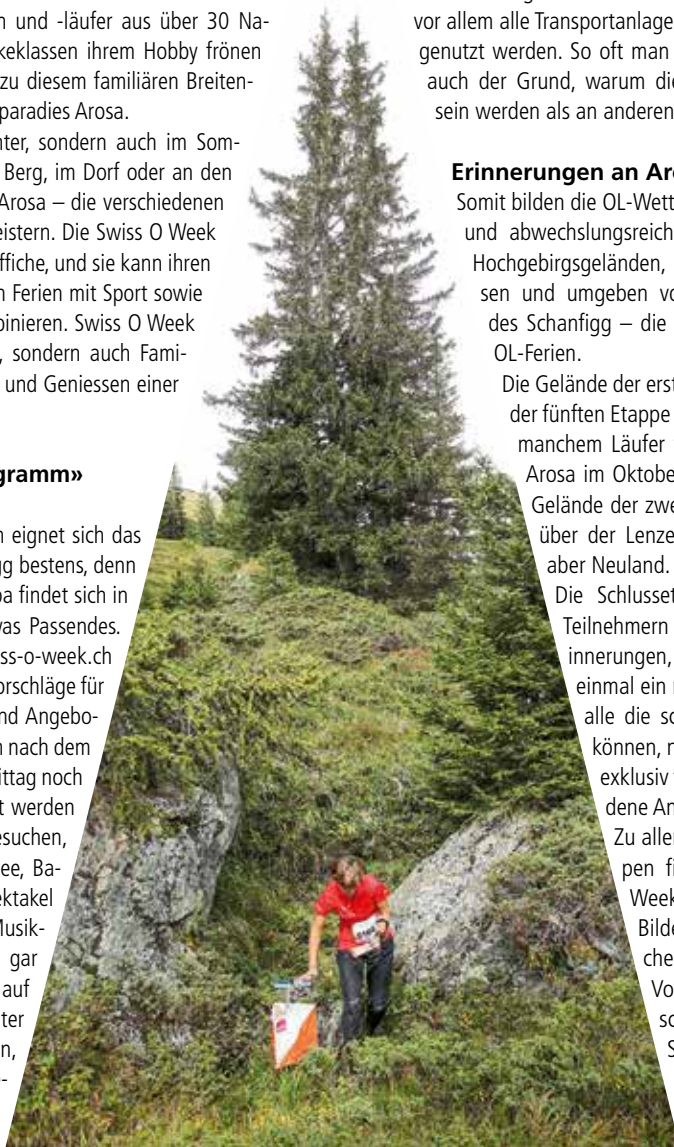 n und -läufer aus über 30 Na-
keklassen ihrem Hobby frönen
zu diesem familiären Breiten-
paradies Arosa.
nter, sondern auch im Som-
Berg, im Dorf oder an den
Arosa – die verschiedenen
eistern. Die Swiss O Week
ffiche, und sie kann ihren
n Ferien mit Sport sowie
binieren. Swiss O Week
, sondern auch Fami-
und Geniessen einer
gramm»
n eignet sich das
gg bestens, denn
pa findet sich in
was Passendes.
ss-o-week.ch
orschläge für
nd Angebo-
n nach dem
ittag noch
t werden
esuchen,
ee, Ba-
ektakel
Musik-
gar
auf
ter
n,
-
vor allem alle Transportanlage
genutzt werden. So oft man
auch der Grund, warum die
sein werden als an anderen
Erinnerungen an Aro
Somit bilden die OL-Wett
und abwechslungsreich
Hochgebirgsgeländen,
sen und umgeben vo
des Schanfigg – die
OL-Ferien.
Die Gelände der erst
der fünften Etappe
manchem Läufer
Arosa im Oktobe
Gelände der zwe
über der Lenze
aber Neuland.
Die Schlusset
Teilnehmern
innerungen,
einmal ein
alle die sc
können, n
exklusiv
dene An
Zu aller
pen fi
Week
Bilde
che
Vo
sc
S